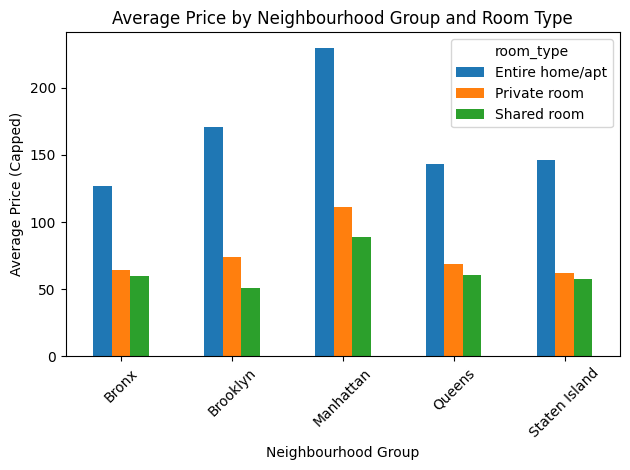 Average Price by Neighbourhood Group and Room Type
room_type
Entire home/apt
Private room
Shared room
Average Price (Capped)
200
150
100
50
0
Bronx
Brooklyn
Manhattan
Queens
Staten Island
Neighbourhood Group